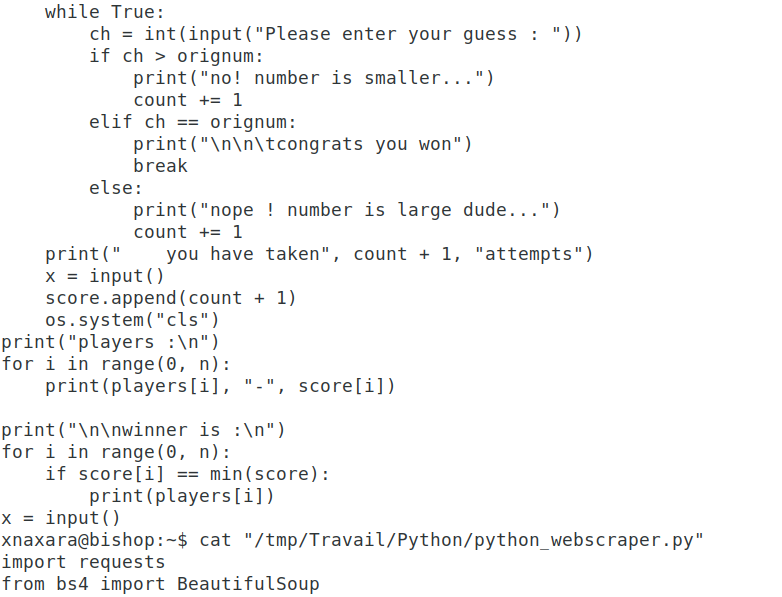 while True:
        ch = int(input("Please enter your guess : "))
        if ch > orignum:
            print("no! number is smaller...")
            count += 1
        elif ch == orignum:
            print("\n\n\tcongrats you won")
            break
        else:
            print("nope ! number is large dude...")
            count += 1
    print("    you have taken", count + 1, "attempts")
    x = input()
    score.append(count + 1)
    os.system("cls")
print("players :\n")
for i in range(0, n):
    print(players[i], "-", score[i])

print("\n\nwinner is :\n")
for i in range(0, n):
    if score[i] == min(score):
        print(players[i])
x = input()
xnaxara@bishop:~$ cat "/tmp/Travail/Python/python_webscraper.py"
import requests
from bs4 import BeautifulSoup